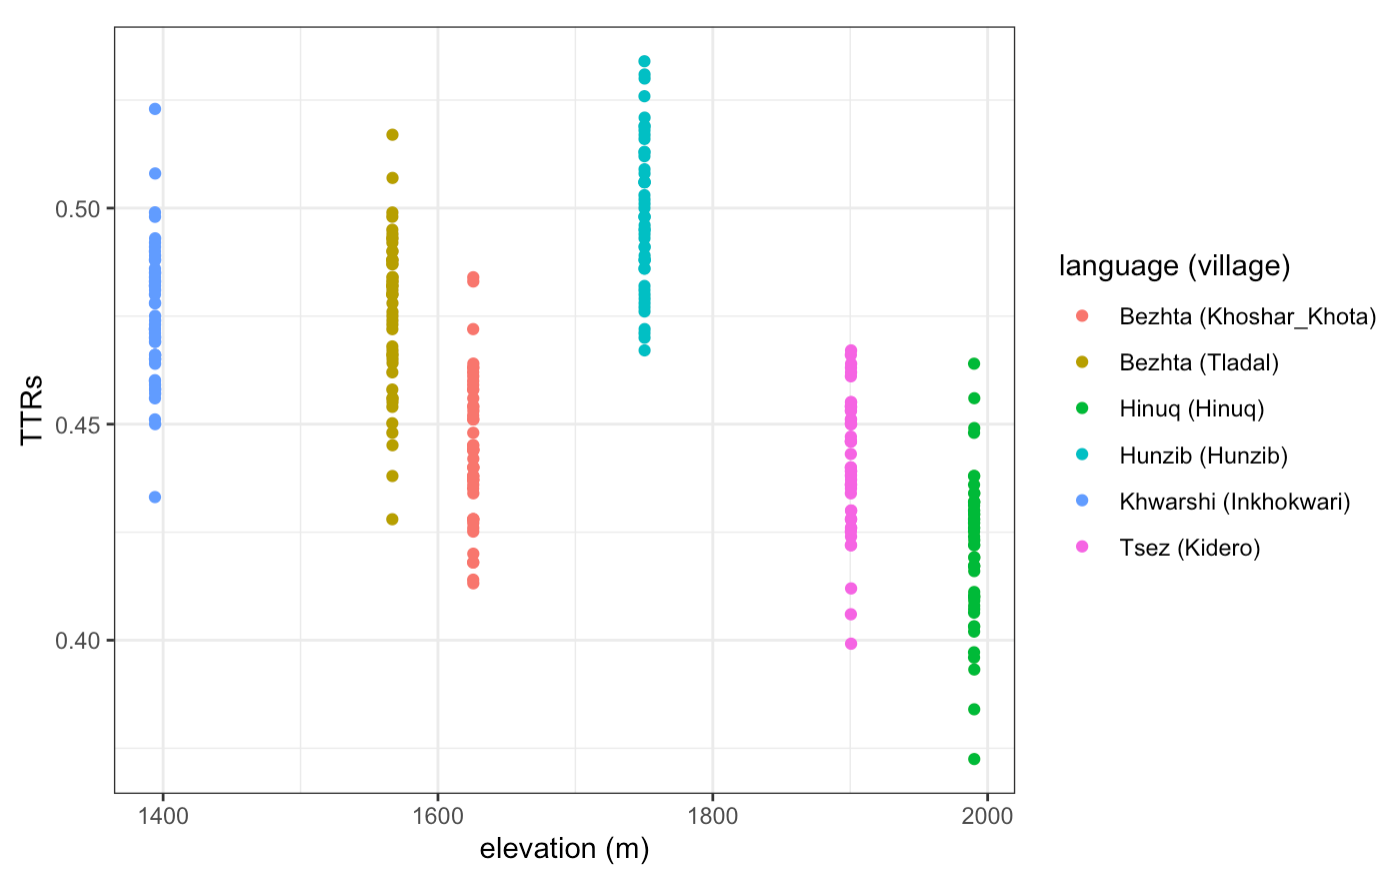 TTRs
0.50
0.45
0.40
1400
1600
1800
2000
elevation (m)
language (village)
Bezhta (Khoshar_Khota)
Bezhta (Tladal)
Hinuq (Hinuq)
Hunzib (Hunzib)
Khwarshi (Inkhokwari)
Tsez (Kidero)